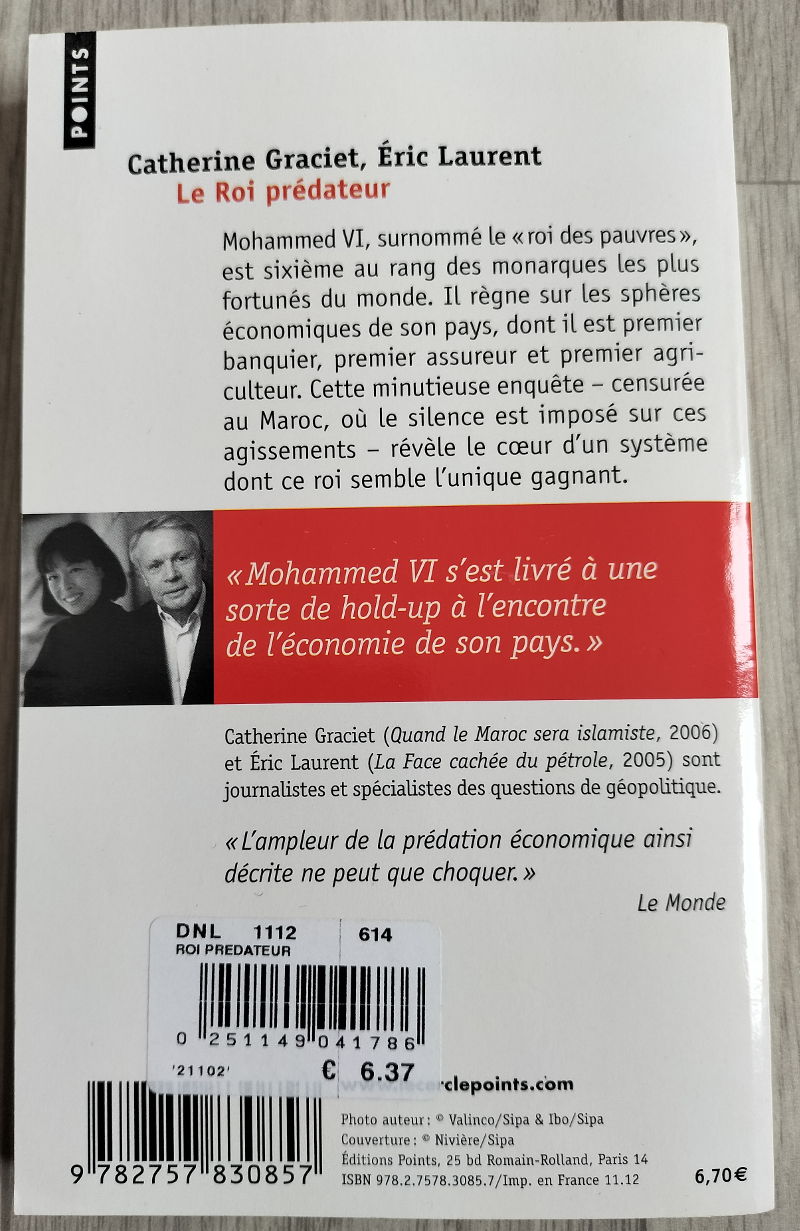 POINTS
Catherine Graciet, Éric Laurent
Le Roi prédateur
Mohammed VI, surnommé le « roi des pauvres »,
est sixième au rang des monarques les plus
fortunés du monde. Il règne sur les sphères
économiques de son pays, dont il est premier
banquier, premier assureur et premier agri-
culteur. Cette minutieuse enquête – censurée
au Maroc, où le silence est imposé sur ces
agissements – révèle le cœur d'un système
dont ce roi semble l'unique gagnant.
« Mohammed VI s'est livré à une
sorte de hold-up à l'encontre
de l'économie de son pays. »
Catherine Graciet (Quand le Maroc sera islamiste, 2006)
et Éric Laurent (La Face cachée du pétrole, 2005) sont
journalistes et spécialistes des questions de géopolitique.
« L'ampleur de la prédation économique ainsi
décrite ne peut que choquer. »
Le Monde
DNL 1112 614
ROI PREDATEUR
0 251149 041786
'21102' € 6.37
clepoints.com
Photo auteur : © Valinco/Sipa & Ibo/Sipa
Couverture : © Nivière/Sipa
Éditions Points, 25 bd Romain-Rolland, Paris 14
ISBN 978.2.7578.3085.7/Imp. en France 11.12
9 782757 830857
6,70 €